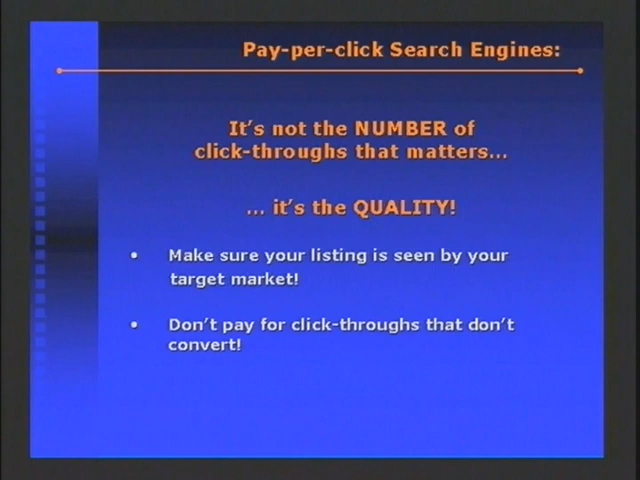 Pay-per-click Search Engines:
It's not the NUMBER of
click-throughs that matters...
... it's the QUALITY!
• Make sure your listing is seen by your
target market!
• Don't pay for click-throughs that don't
convert!